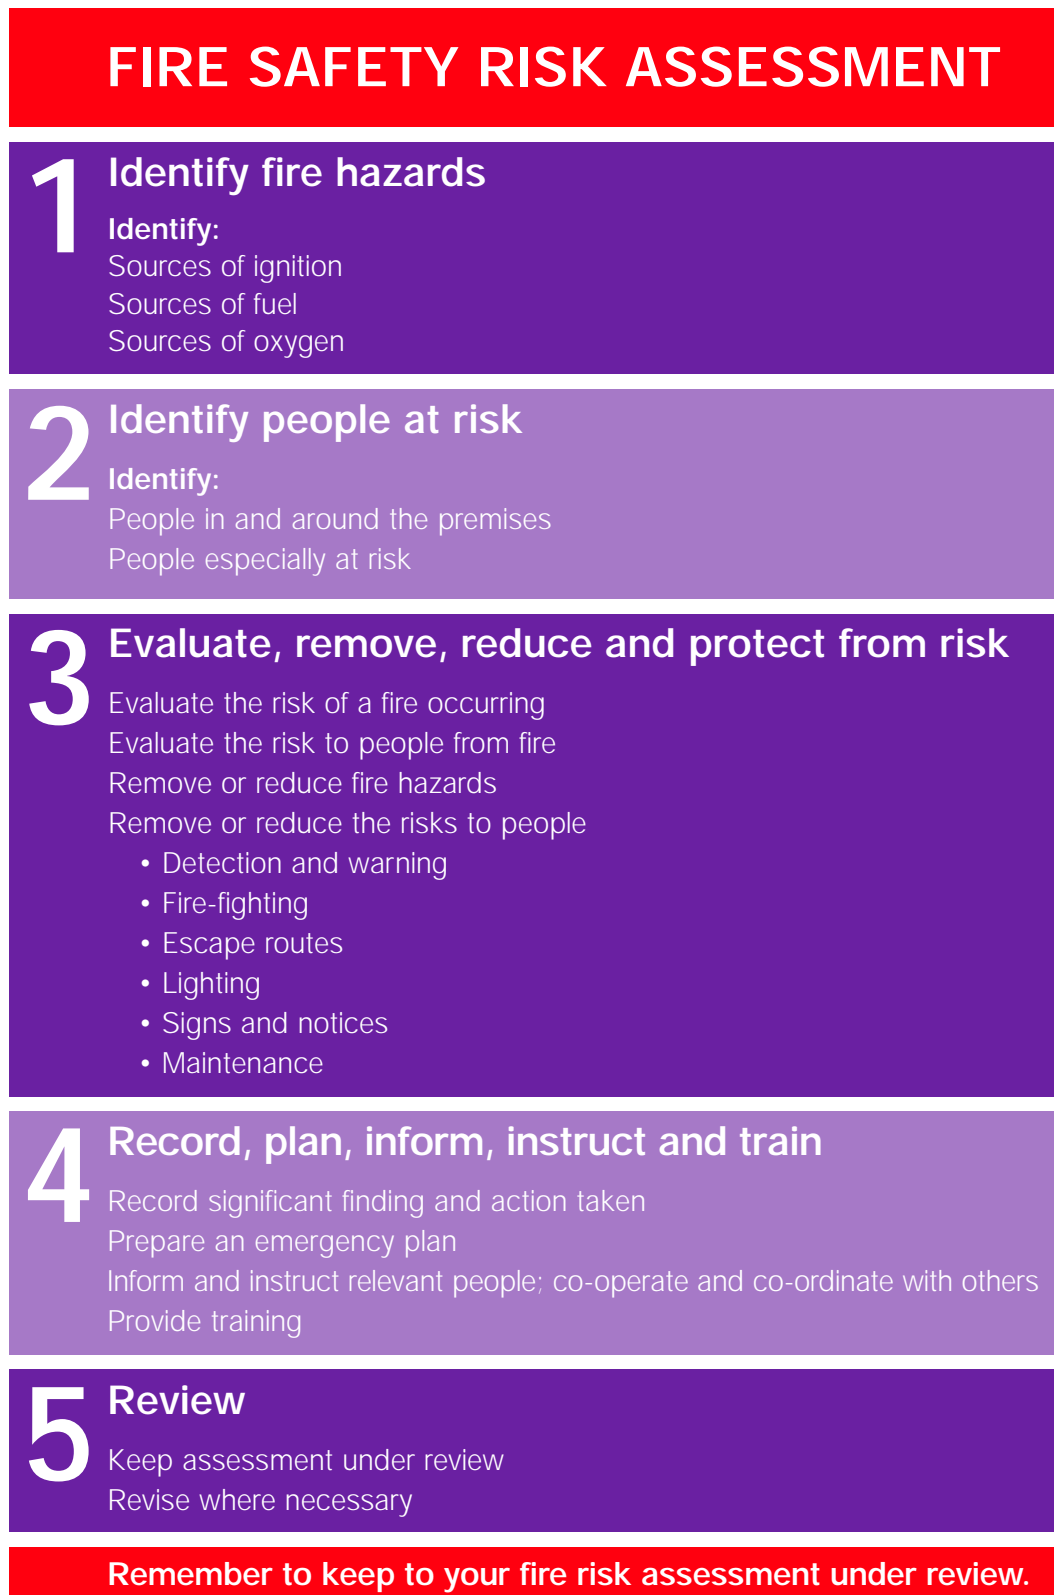 FIRE SAFETY RISK ASSESSMENT
1 Identify fire hazards
Identify:
Sources of ignition
Sources of fuel
Sources of oxygen
2 Identify people at risk
Identify:
People in and around the premises
People especially at risk
3 Evaluate, remove, reduce and protect from risk
Evaluate the risk of a fire occurring
Evaluate the risk to people from fire
Remove or reduce fire hazards
Remove or reduce the risks to people
• Detection and warning
• Fire-fighting
• Escape routes
• Lighting
• Signs and notices
• Maintenance
4 Record, plan, inform, instruct and train
Record significant finding and action taken
Prepare an emergency plan
Inform and instruct relevant people; co-operate and co-ordinate with others
Provide training
5 Review
Keep assessment under review
Revise where necessary
Remember to keep to your fire risk assessment under review.